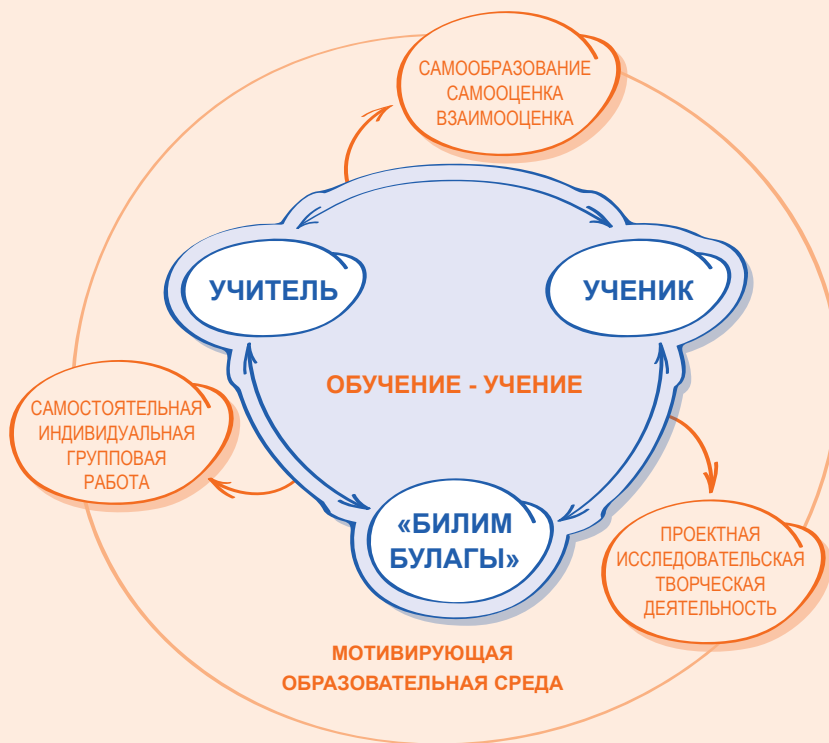 САМООБРАЗОВАНИЕ
САМООЦЕНКА
ВЗАИМООЦЕНКА
УЧИТЕЛЬ
УЧЕНИК
ОБУЧЕНИЕ - УЧЕНИЕ
САМОСТОЯТЕЛЬНАЯ
ИНДИВИДУАЛЬНАЯ
ГРУППОВАЯ
РАБОТА
«БИЛИМ
БУЛАГЫ»
ПРОЕКТНАЯ
ИССЛЕДОВАТЕЛЬСКАЯ
ТВОРЧЕСКАЯ
ДЕЯТЕЛЬНОСТЬ
МОТИВИРУЮЩАЯ
ОБРАЗОВАТЕЛЬНАЯ СРЕДА